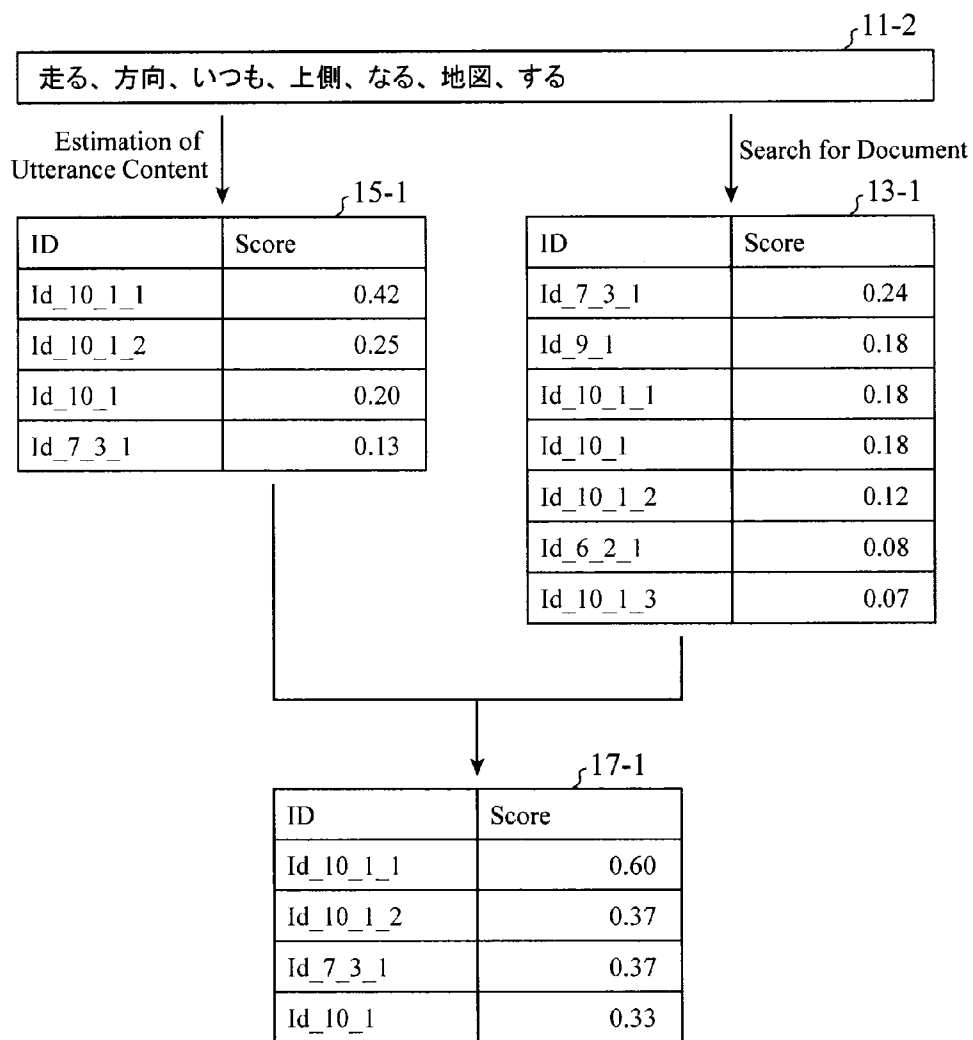 11-2
走る、方向、いつも、上側、なる、地図、する
Estimation of
Utterance Content
Search for Document
15-1
ID Score
Id_10_1_1 0.42
Id_10_1_2 0.25
Id_10_1 0.20
Id_7_3_1 0.13
13-1
ID Score
Id_7_3_1 0.24
Id_9_1 0.18
Id_10_1_1 0.18
Id_10_1 0.18
Id_10_1_2 0.12
Id_6_2_1 0.08
Id_10_1_3 0.07
17-1
ID Score
Id_10_1_1 0.60
Id_10_1_2 0.37
Id_7_3_1 0.37
Id_10_1 0.33